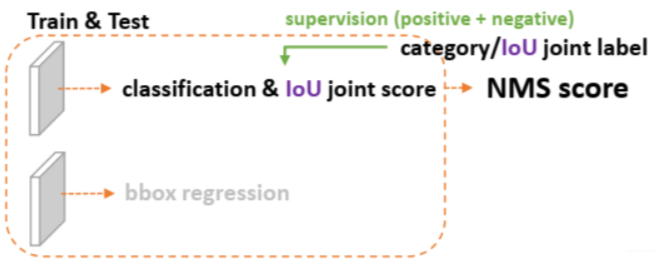 supervision (positive + negative)
Train & Test
category/IoU joint label
classification & IoU joint score
NMS score
bbox regression